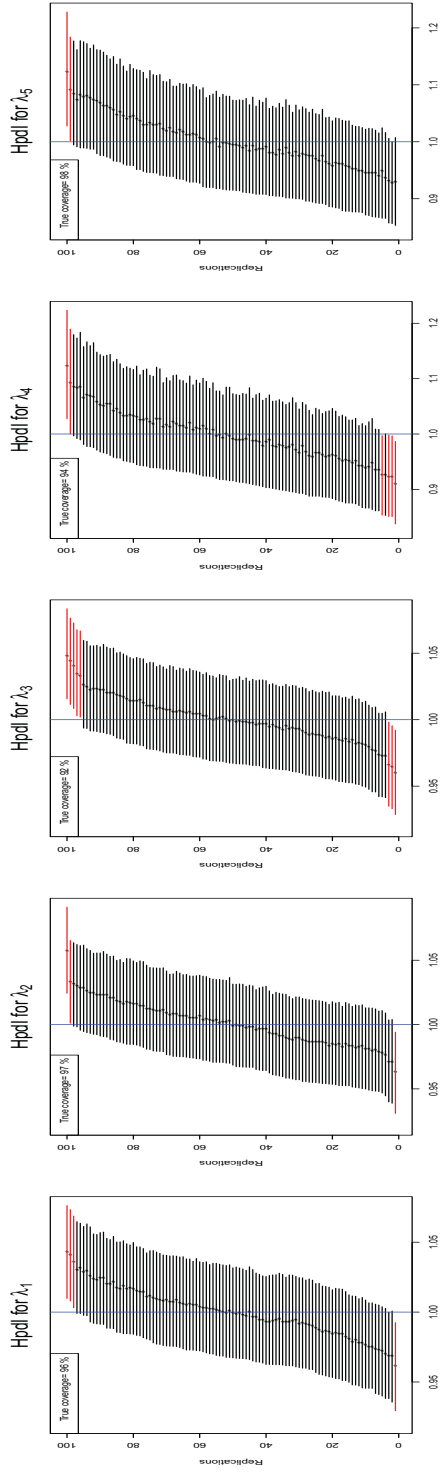 Hpdl for λ1
True coverage= 96 %
Replications
100
80
60
40
20
0
0.95 1.00 1.05
Hpdl for λ2
True coverage= 97 %
Replications
100
80
60
40
20
0
0.95 1.00 1.05
Hpdl for λ3
True coverage= 92 %
Replications
100
80
60
40
20
0
0.95 1.00 1.05
Hpdl for λ4
True coverage= 94 %
Replications
100
80
60
40
20
0
0.9 1.0 1.1 1.2
Hpdl for λ5
True coverage= 98 %
Replications
100
80
60
40
20
0
0.9 1.0 1.1 1.2